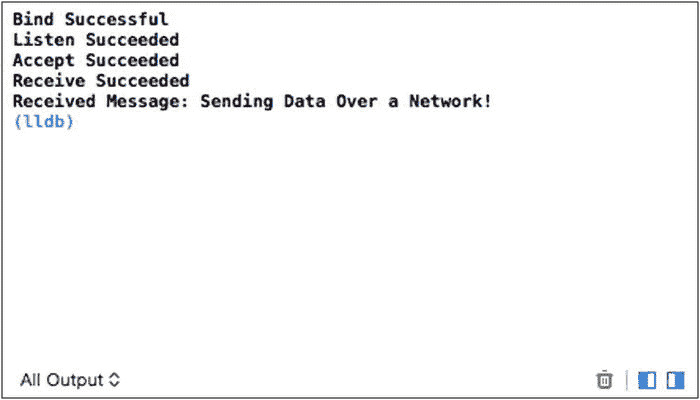 Bind Successful
Listen Succeeded
Accept Succeeded
Receive Succeeded
Received Message: Sending Data Over a Network!
(lldb)
All Output